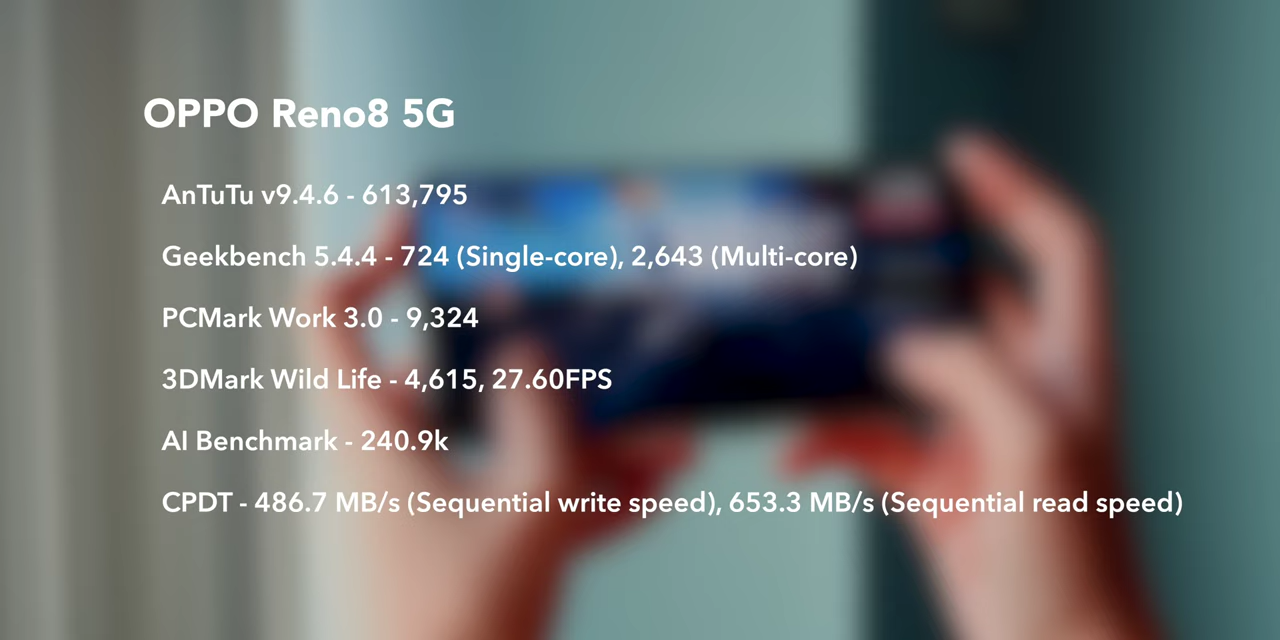 OPPO Reno8 5G
AnTuTu v9.4.6 - 613,795
Geekbench 5.4.4 - 724 (Single-core), 2,643 (Multi-core)
PCMark Work 3.0 - 9,324
3DMark Wild Life - 4,615, 27.60FPS
AI Benchmark - 240.9k
CPDT - 486.7 MB/s (Sequential write speed), 653.3 MB/s (Sequential read speed)